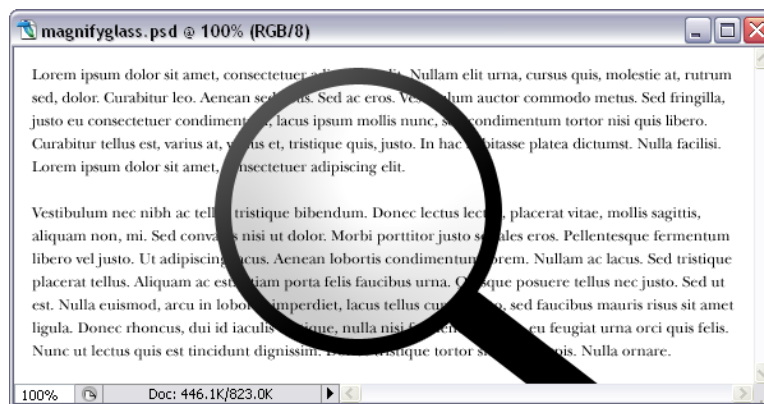 magnifyglass.psd @ 100% (RGB/8)
Lorem ipsum dolor sit amet, consectetuer elit. Nullam elit urna, cursus quis, molestie at, rutrum
sed, dolor. Curabitur leo. Aenean Sed ac eros. auctor commodo metus. Sed fringilla,
justo eu consectetuer lacus ipsum mollis nunc, condimentum tortor nisi quis libero.
Curabitur tellus est, varius at, et, tristique quis, justo. In hac platea dictumst. Nulla facilisi.
Lorem ipsum dolor sit amet, adipiscing elit.
Vestibulum nec nibh ac tristique bibendum. Donec lectus placerat vitae, mollis sagittis,
aliquam non, mi. Sed nisi ut dolor. Morbi porttitor justo eros. Pellentesque fermentum
libero vel justo. Ut adipiscing Aenean lobortis condimentum Nullam ac lacus. Sed tristique
placerat tellus. Aliquam ac porta felis faucibus urna. posuere tellus nec justo. Sed ut
est. Nulla euismod, arcu in imperdiet, lacus tellus sed faucibus mauris risus sit amet
ligula. Donec rhoncus, dui id iaculis nulla nisi eu feugiat urna orci quis felis.
Nunc ut lectus quis est tincidunt dignissim. tortor Nulla ornare.
100% Doc: 446.1K/823.0K